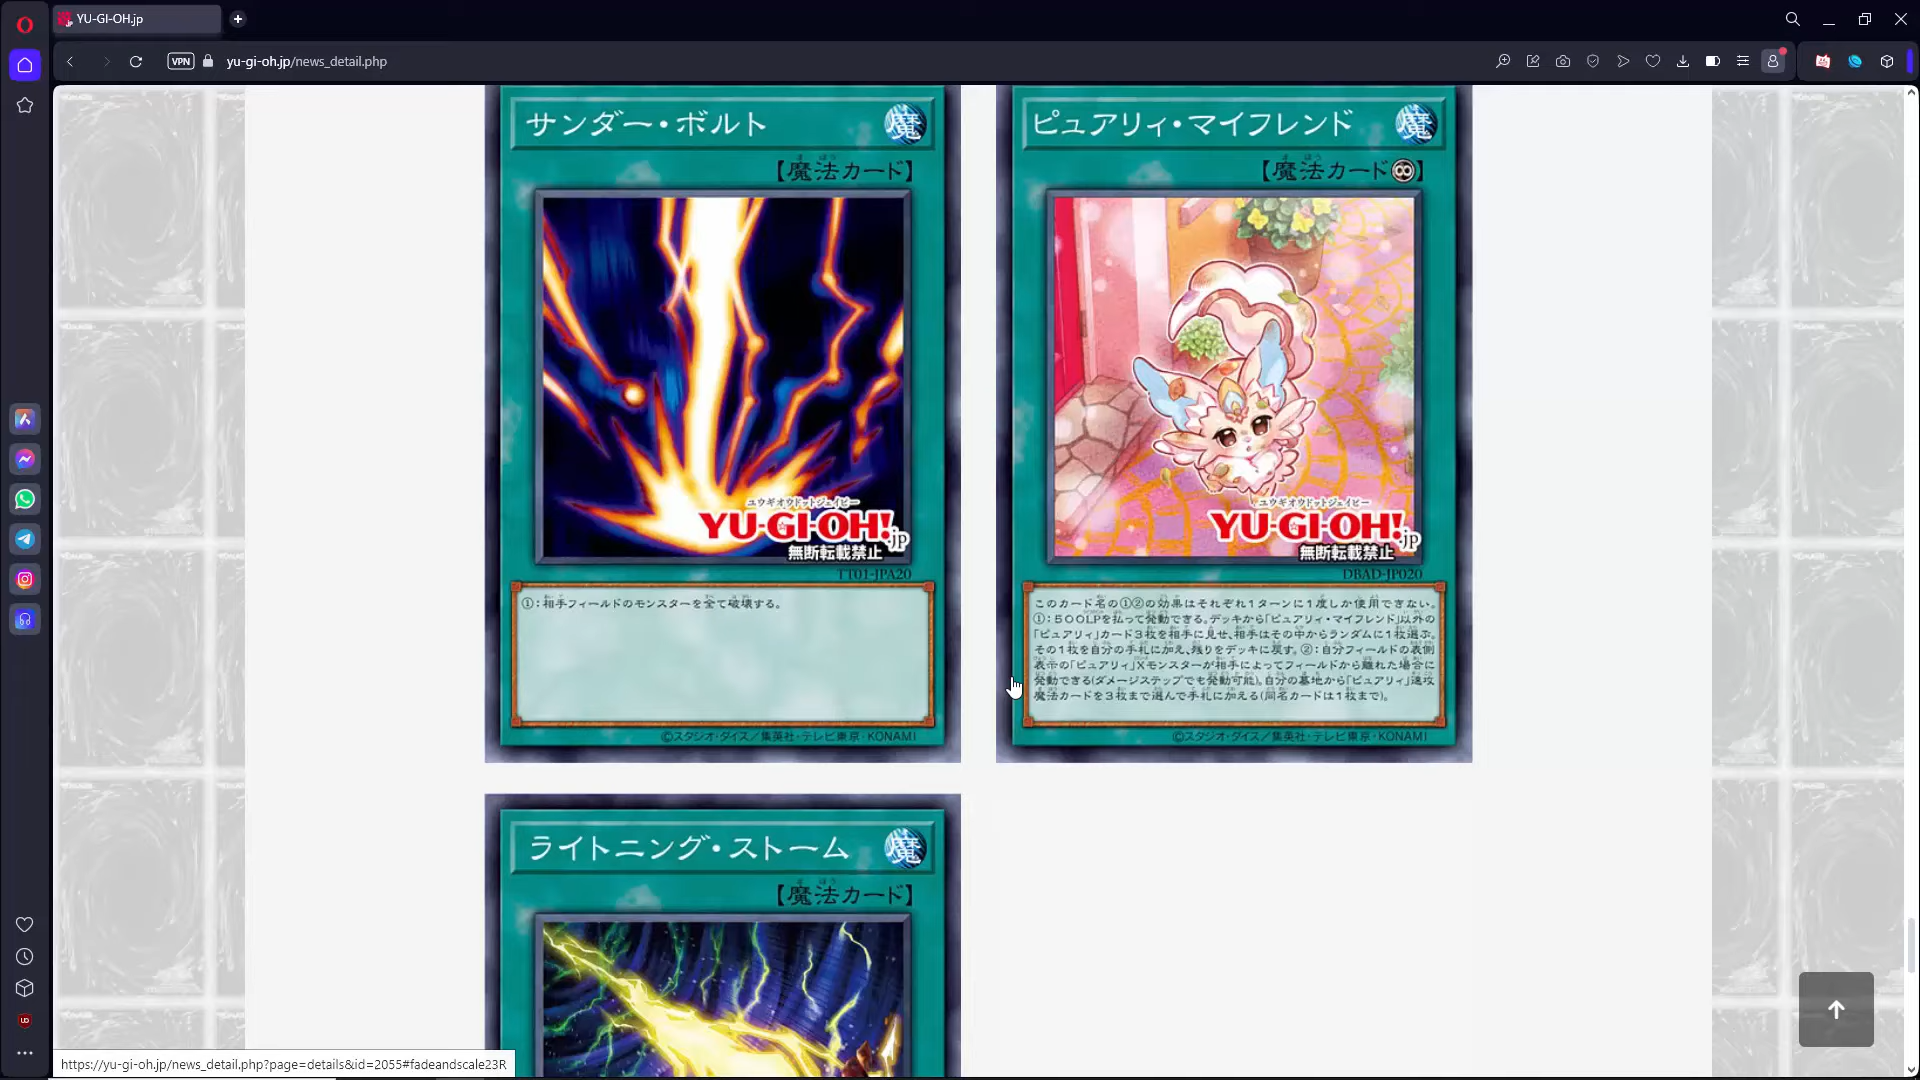 YU-GI-OH.jp
VPN
yu-gi-oh.jp/news_detail.php
サンダー・ボルト
魔
【魔法カード】
ユウギオウドットジェイピー
YU-GI-OH!.jp
無断転載禁止
TT01-JPA20
①:相手フィールドのモンスターを全て破壊する。
©スタジオ・ダイス/集英社・テレビ東京・KONAMI
ピュアリィ・マイフレンド
魔
【魔法カード∞】
ユウギオウドットジェイピー
YU-GI-OH!.jp
無断転載禁止
DBAD-JP020
このカード名の①②の効果はそれぞれ1ターンに1度しか使用できない。
①:500LPを払って発動できる。デッキから「ピュアリィ・マイフレンド」以外の
「ピュアリィ」カード3枚を相手に見せ、相手はその中からランダムに1枚選ぶ。
その1枚を自分の手札に加え、残りをデッキに戻す。②:自分フィールドの表側
表示の「ピュアリィ」Xモンスターが相手によってフィールドから離れた場合に
発動できる(ダメージステップでも発動可能)。自分の墓地から「ピュアリィ」速攻
魔法カードを3枚まで選んで手札に加える(同名カードは1枚まで)。
©スタジオ・ダイス/集英社・テレビ東京・KONAMI
ライトニング・ストーム
魔
【魔法カード】
https://yu-gi-oh.jp/news_detail.php?page=details&id=2055#fadeandscale23R